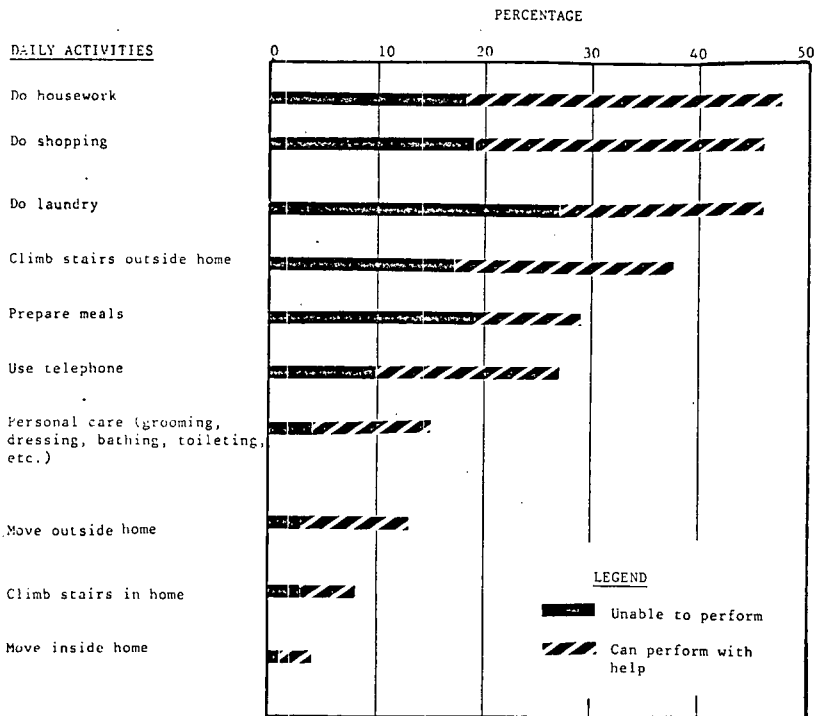 PERCENTAGE
DAILY ACTIVITIES
0 10 20 30 40 50
Do housework
Do shopping
Do laundry
Climb stairs outside home
Prepare meals
Use telephone
Personal care (grooming,
dressing, bathing, toileting,
etc.)
Move outside home
Climb stairs in home
Move inside home
LEGEND
Unable to perform
Can perform with
help